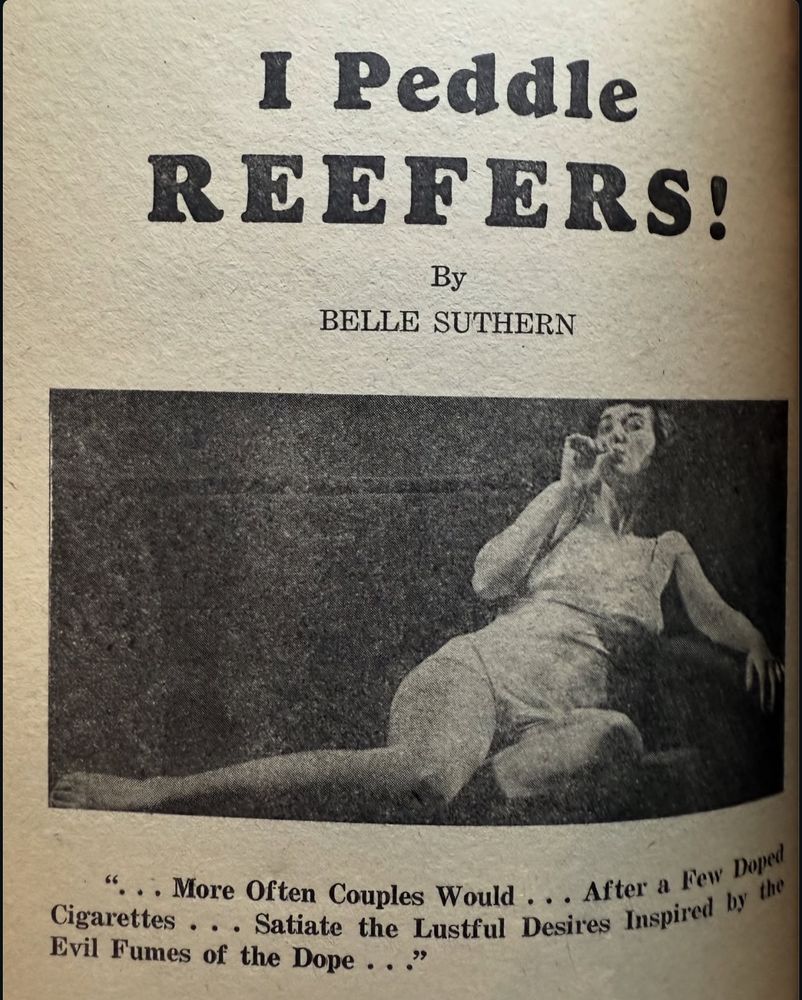 I Peddle
REEFERS!
By
BELLE SUTHERN
“. . . More Often Couples Would . . . After a Few Doped
Cigarettes . . . Satiate the Lustful Desires Inspired by the
Evil Fumes of the Dope . . .”